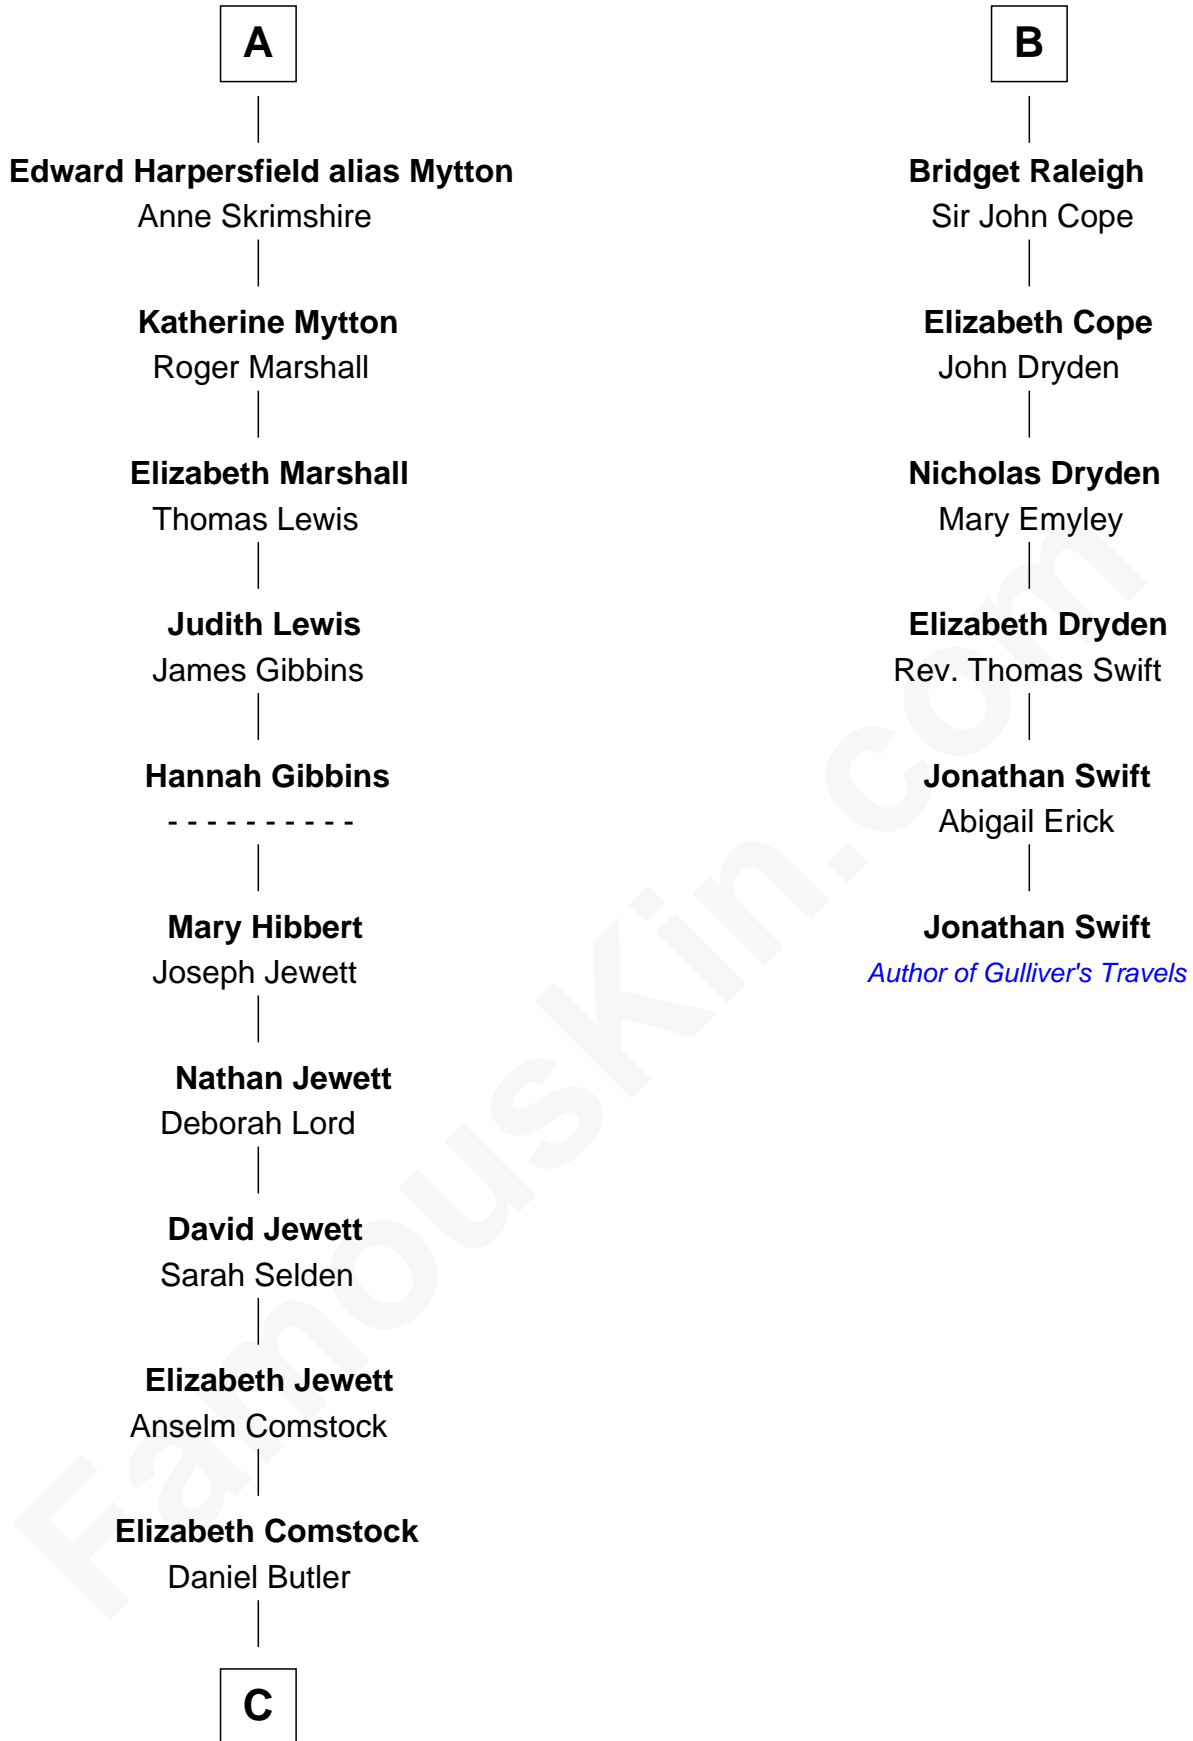 A
Edward Harpersfield alias Mytton
Anne Skrimshire
Katherine Mytton
Roger Marshall
Elizabeth Marshall
Thomas Lewis
Judith Lewis
James Gibbins
Hannah Gibbins
- - - - - - - - - -
Mary Hibbert
Joseph Jewett
Nathan Jewett
Deborah Lord
David Jewett
Sarah Selden
Elizabeth Jewett
Anselm Comstock
Elizabeth Comstock
Daniel Butler
C
B
Bridget Raleigh
Sir John Cope
Elizabeth Cope
John Dryden
Nicholas Dryden
Mary Emyley
Elizabeth Dryden
Rev. Thomas Swift
Jonathan Swift
Abigail Erick
Jonathan Swift
Author of Gulliver's Travels
FamousKin.com